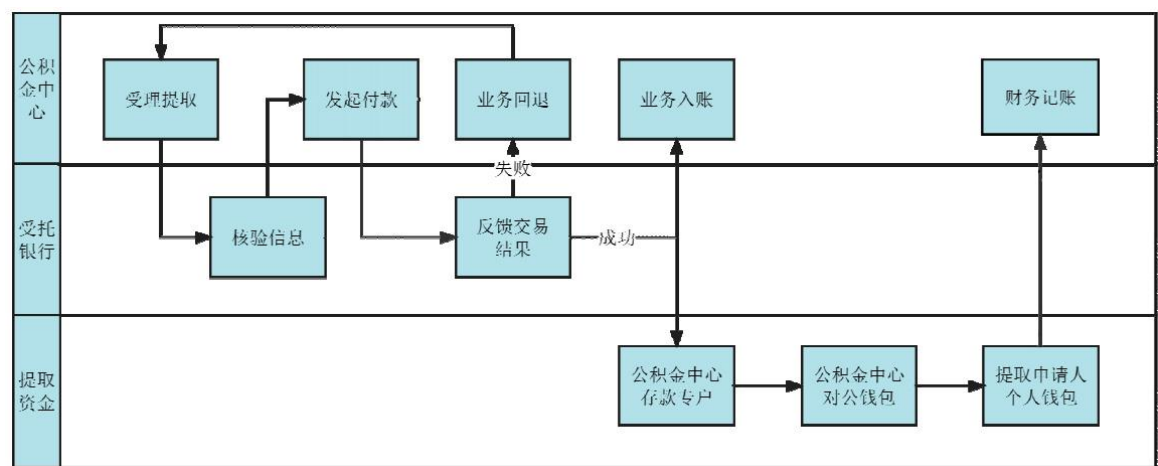 公积
金中
心
受理提取
发起付款
业务回退
业务入账
财务记账
失败
受托
银行
核验信息
反馈交易
结果
成功
提取
资金
公积金中心
存款专户
公积金中心
对公钱包
提取申请人
个人钱包